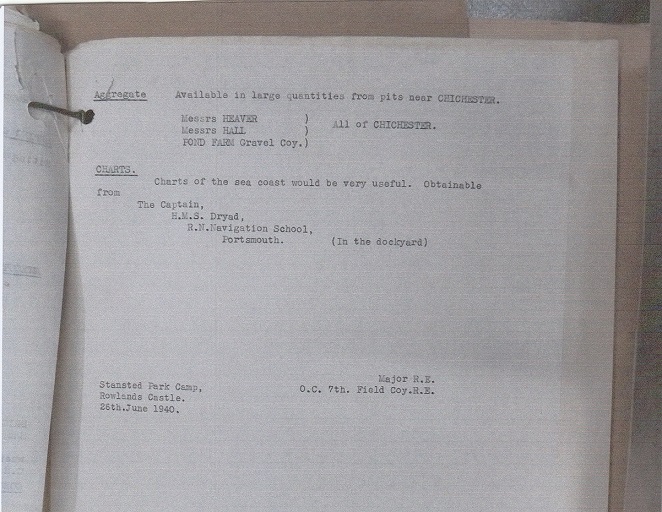 Aggregate Available in large quantities from pits near CHICHESTER.
Messrs HEAVER )
Messrs HALL ) All of CHICHESTER.
POND FARM Gravel Coy.)
CHARTS.
Charts of the sea coast would be very useful. Obtainable
from
The Captain,
H.M.S. Dryad,
R.N.Navigation School,
Portsmouth. (In the dockyard)
Major R.E.
O.C. 7th. Field Coy.R.E.
Stansted Park Camp,
Rowlands Castle.
26th.June 1940.